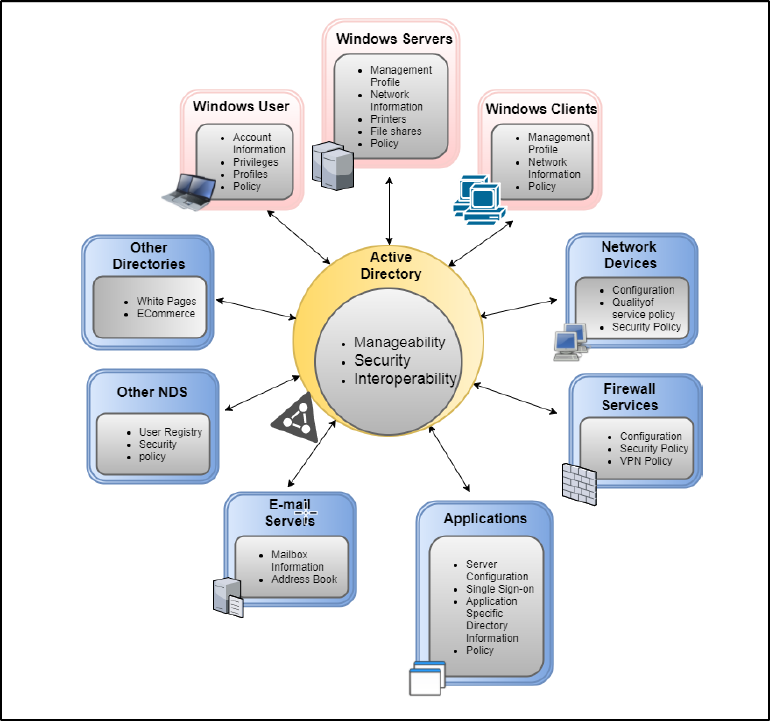 Windows Servers
• Management
Profile
• Network
Information
• Printers
• File shares
• Policy
Windows User
• Account
Information
• Privileges
• Profiles
• Policy
Windows Clients
• Management
Profile
• Network
Information
• Policy
Other
Directories
• White Pages
• ECommerce
Active
Directory
• Manageability
• Security
• Interoperability
Network
Devices
• Configuration
• Qualityof
service policy
• Security Policy
Other NDS
• User Registry
• Security
• policy
Firewall
Services
• Configuration
• Security Policy
• VPN Policy
E-mail
Servers
• Mailbox
Information
• Address Book
Applications
• Server
Configuration
• Single Sign-on
• Application
Specific
Directory
Information
• Policy